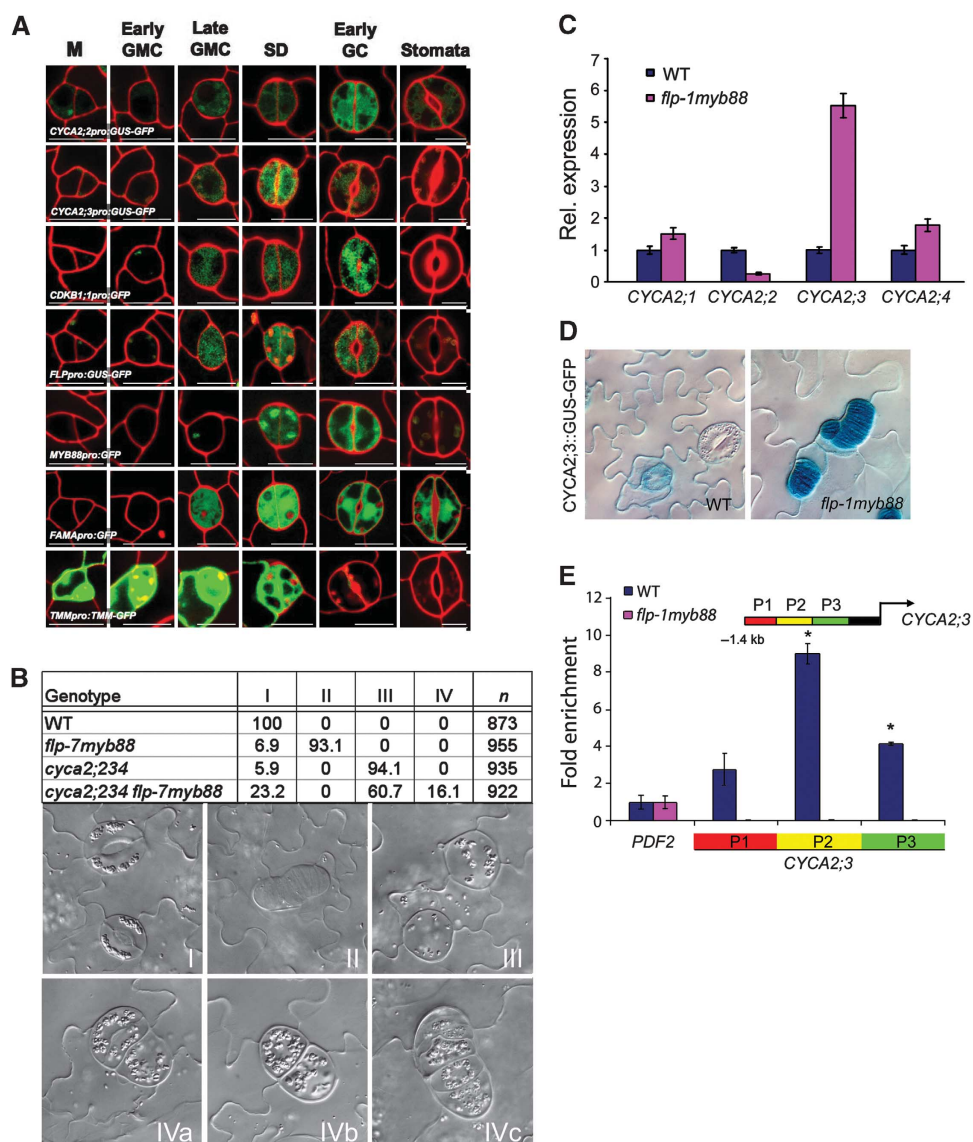 A
M
Early GMC
Late GMC
SD
Early GC
Stomata
CYCA2;2pro:GUS-GFP
CYCA2;3pro:GUS-GFP
CDKB1;1pro:GFP
FLPpro:GUS-GFP
MYB88pro:GFP
FAMApro:GFP
TMMpro:TMM-GFP
B
Genotype I II III IV n
WT 100 0 0 0 873
flp-7myb88 6.9 93.1 0 0 955
cyca2;234 5.9 0 94.1 0 935
cyca2;234 flp-7myb88 23.2 0 60.7 16.1 922
I
II
III
IVa
IVb
IVc
C
Rel. expression
7
6
5
4
3
2
1
0
WT
flp-1myb88
CYCA2;1 CYCA2;2 CYCA2;3 CYCA2;4
D
CYCA2;3::GUS-GFP
WT
flp-1myb88
E
Fold enrichment
12
10
8
6
4
2
0
WT
flp-1myb88
P1 P2 P3
CYCA2;3
–1.4 kb
*
*
PDF2 P1 P2 P3
CYCA2;3